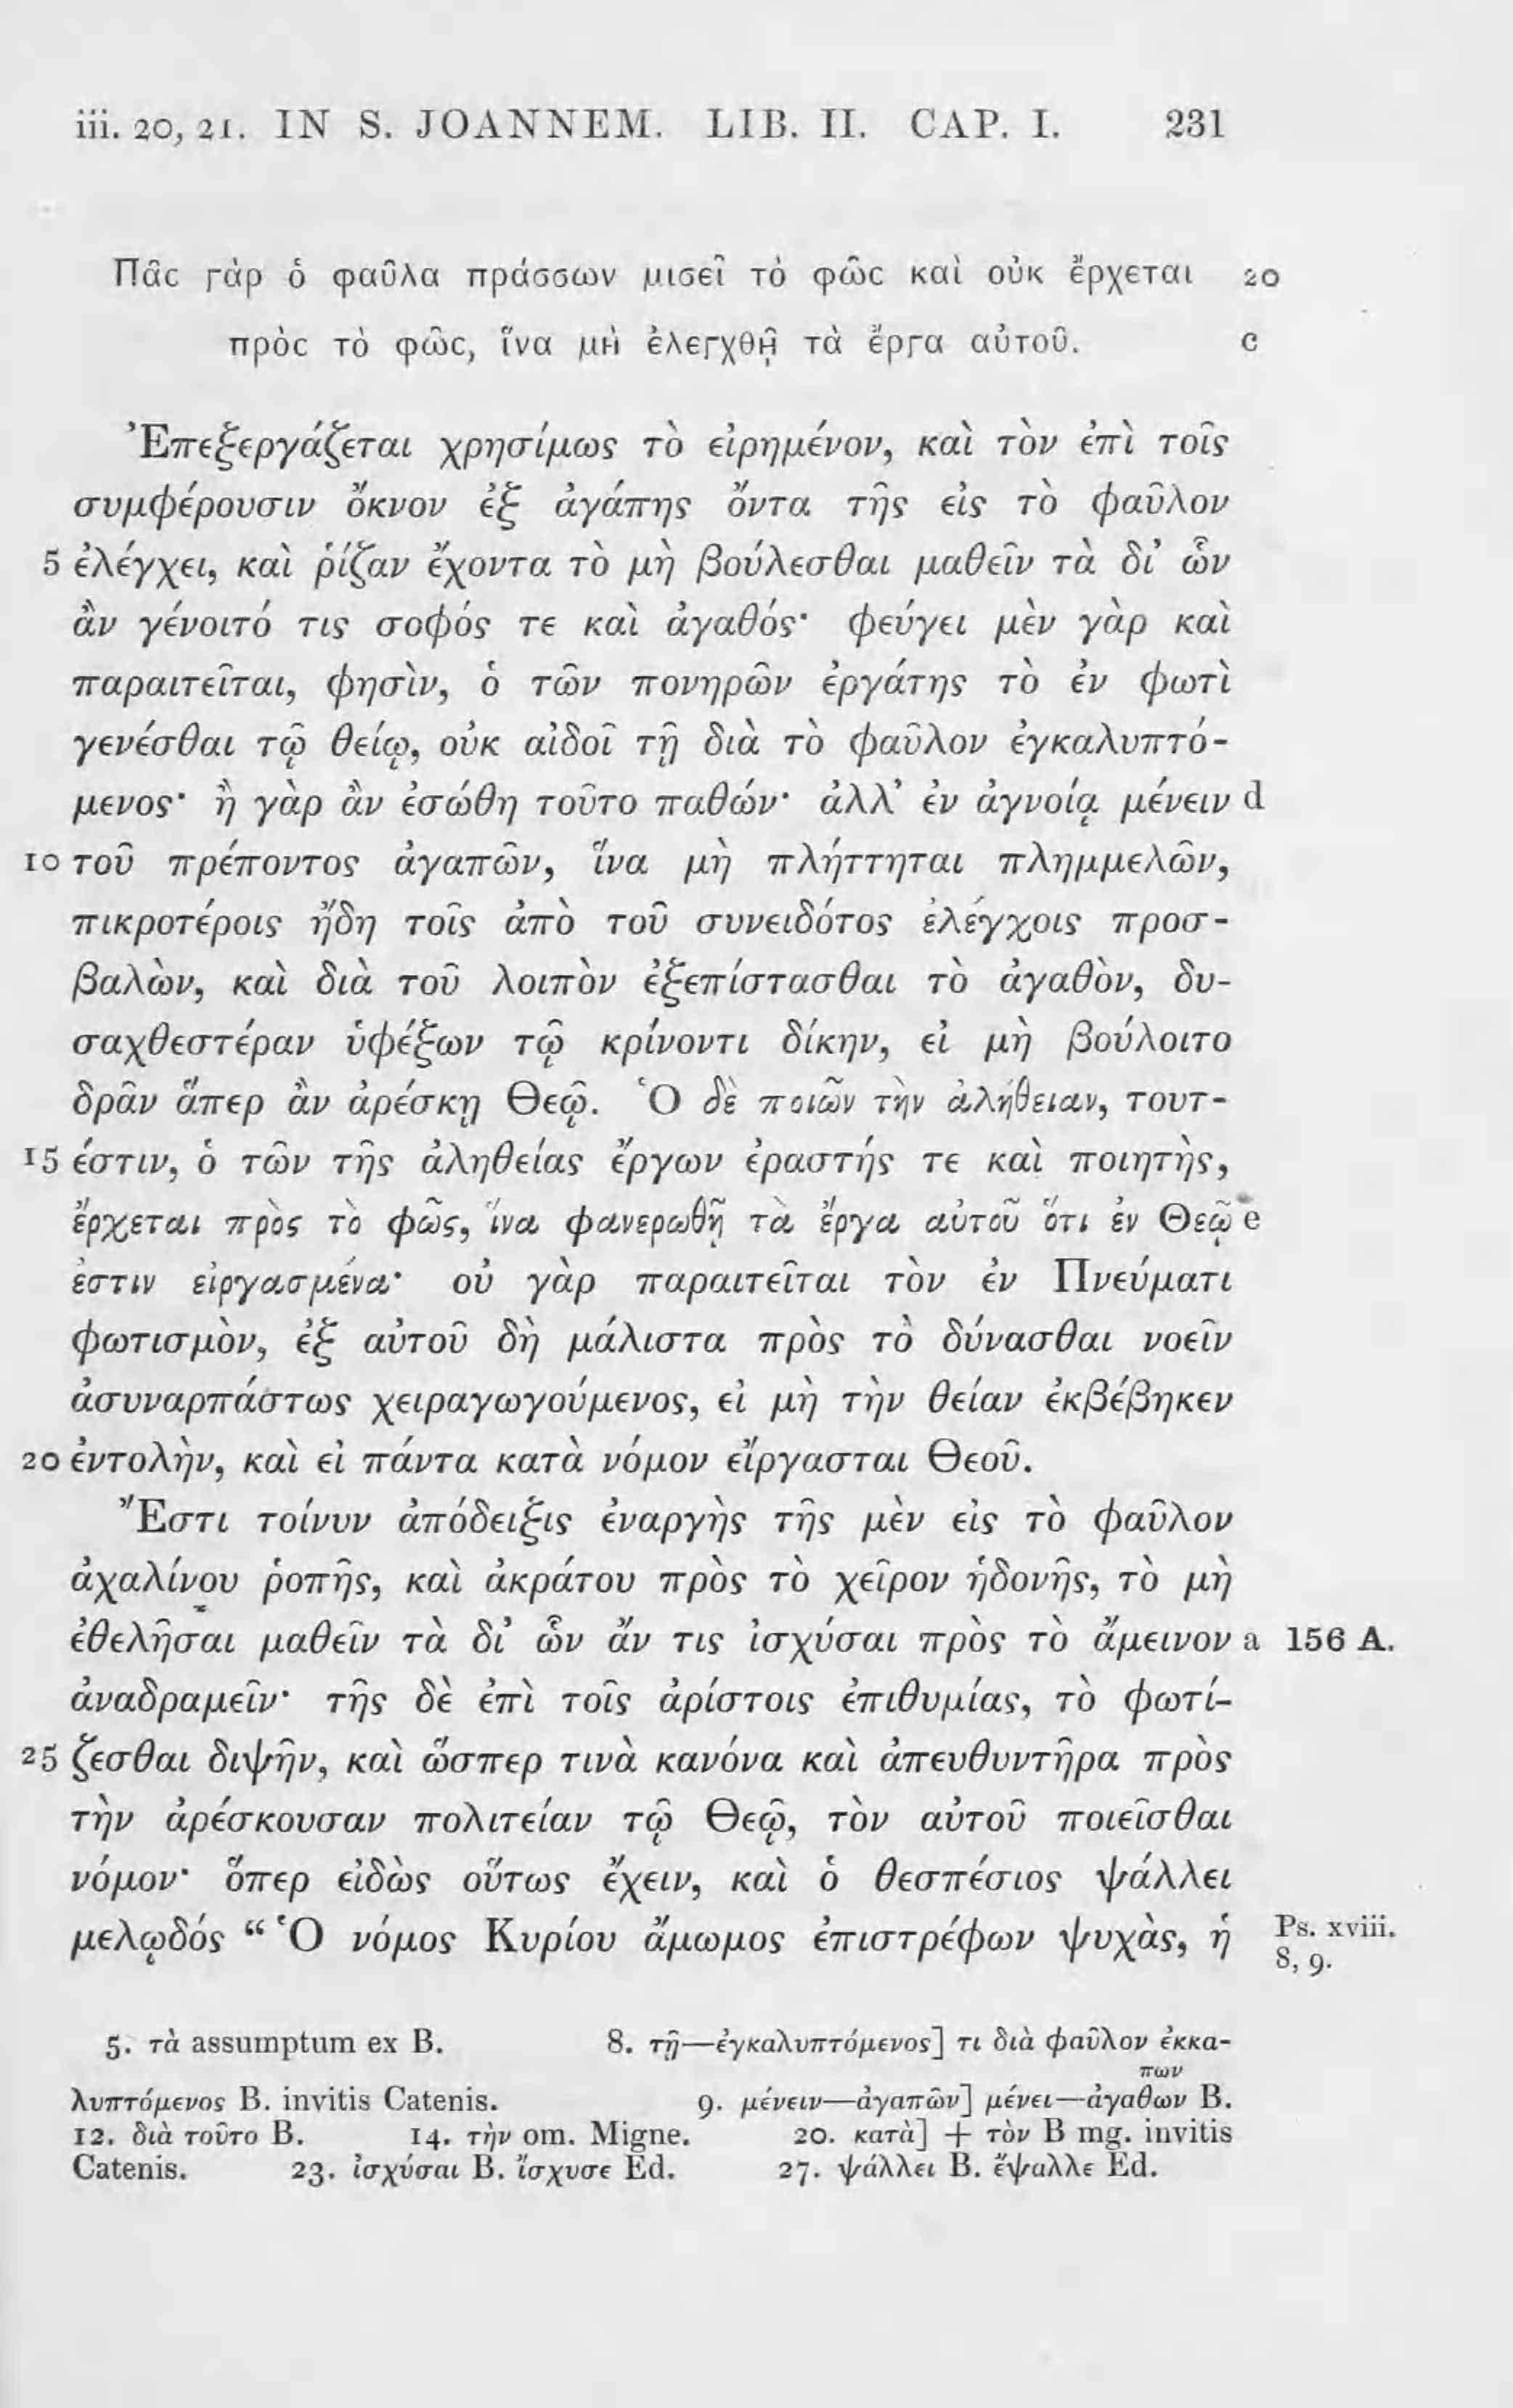 iii. 20, 21. IN S. JOANNEM. LIB. II. CAP. I. 231
Πᾶς γὰρ ὁ φαῦλα πράσσων μισεῖ τὸ φῶς καὶ οὐκ ἔρχεται 20
πρὸς τὸ φῶς, ἵνα μὴ ἐλεγχθῇ τὰ ἔργα αὐτοῦ. c
Ἐπεξεργάζεται χρησίμως τὸ εἰρημένον, καὶ τὸν ἐπὶ τοῖς
συμφέρουσιν ὄκνον ἐξ ἀγάπης ὄντα τῆς εἰς τὸ φαῦλον
5 ἐλέγχει, καὶ ῥίζαν ἔχοντα τὸ μὴ βούλεσθαι μαθεῖν τὰ δι’ ὧν
ἂν γένοιτό τις σοφός τε καὶ ἀγαθός· φεύγει μὲν γὰρ καὶ
παραιτεῖται, φησὶν, ὁ τῶν πονηρῶν ἐργάτης τὸ ἐν φωτὶ
γενέσθαι τῷ θείῳ, οὐκ αἰδοῖ τῇ διὰ τὸ φαῦλον ἐγκαλυπτό-
μενος· ἢ γὰρ ἂν ἐσώθη τοῦτο παθών· ἀλλ’ ἐν ἀγνοίᾳ μένειν d
10 τοῦ πρέποντος ἀγαπῶν, ἵνα μὴ πλήττηται πλημμελῶν,
πικροτέροις ἤδη τοῖς ἀπὸ τοῦ συνειδότος ἐλέγχοις προσ-
βαλὼν, καὶ διὰ τοῦ λοιπὸν ἐξεπίστασθαι τὸ ἀγαθὸν, δυ-
σαχθεστέραν ὑφέξων τῷ κρίνοντι δίκην, εἰ μὴ βούλοιτο
δρᾶν ἅπερ ἂν ἀρέσκῃ Θεῷ. Ὁ δὲ ποιῶν τὴν ἀλήθειαν, τουτ-
15 έστιν, ὁ τῶν τῆς ἀληθείας ἔργων ἐραστής τε καὶ ποιητὴς,
ἔρχεται πρὸς τὸ φῶς, ἵνα φανερωθῇ τὰ ἔργα αὐτοῦ ὅτι ἐν Θεῷ e
ἐστιν εἰργασμένα· οὐ γὰρ παραιτεῖται τὸν ἐν Πνεύματι
φωτισμὸν, ἐξ αὐτοῦ δὴ μάλιστα πρὸς τὸ δύνασθαι νοεῖν
ἀσυναρπάστως χειραγωγούμενος, εἰ μὴ τὴν θείαν ἐκβέβηκεν
20 ἐντολὴν, καὶ εἰ πάντα κατὰ νόμον εἴργασται Θεοῦ.
Ἔστι τοίνυν ἀπόδειξις ἐναργὴς τῆς μὲν εἰς τὸ φαῦλον
ἀχαλίνου ῥοπῆς, καὶ ἀκράτου πρὸς τὸ χεῖρον ἡδονῆς, τὸ μὴ
ἐθελῆσαι μαθεῖν τὰ δι’ ὧν ἄν τις ἰσχύσαι πρὸς τὸ ἄμεινον a 156 A.
ἀναδραμεῖν· τῆς δὲ ἐπὶ τοῖς ἀρίστοις ἐπιθυμίας, τὸ φωτί-
25 ζεσθαι διψῆν, καὶ ὥσπερ τινὰ κανόνα καὶ ἀπευθυντῆρα πρὸς
τὴν ἀρέσκουσαν πολιτείαν τῷ Θεῷ, τὸν αὐτοῦ ποιεῖσθαι
νόμον· ὅπερ εἰδὼς οὕτως ἔχειν, καὶ ὁ θεσπέσιος ψάλλει
μελῳδός “Ὁ νόμος Κυρίου ἄμωμος ἐπιστρέφων ψυχὰς, ἡ Ps. xviii.
8, 9.
5. τὰ assumptum ex B. 8. τῇ—ἐγκαλυπτόμενος] τι διὰ φαῦλον ἐκκα-
πων
λυπτόμενος B. invitis Catenis. 9. μένειν—ἀγαπῶν] μένει—ἀγαθων B.
12. διὰ τοῦτο B. 14. τὴν om. Migne. 20. κατὰ] + τὸν B mg. invitis
Catenis. 23. ἰσχύσαι B. ἴσχυσε Ed. 27. ψάλλει B. ἔψαλλε Ed.